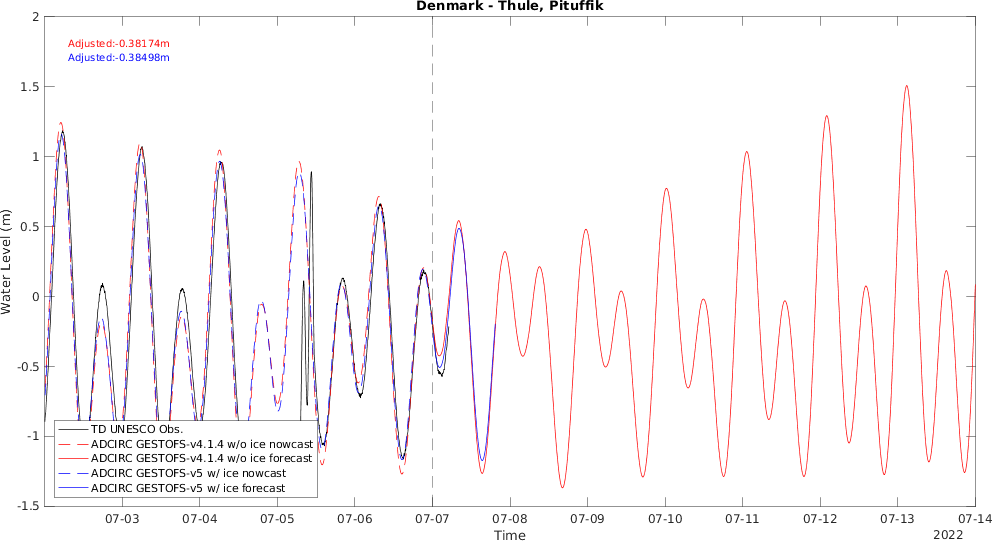 Denmark - Thule, Pituffik
Adjusted:-0.38174m
Adjusted:-0.38498m
Water Level (m)
2
1.5
1
0.5
0
-0.5
-1
-1.5
TD UNESCO Obs.
ADCIRC GESTOFS-v4.1.4 w/o ice nowcast
ADCIRC GESTOFS-v4.1.4 w/o ice forecast
ADCIRC GESTOFS-v5 w/ ice nowcast
ADCIRC GESTOFS-v5 w/ ice forecast
07-03 07-04 07-05 07-06 07-07 07-08 07-09 07-10 07-11 07-12 07-13 07-14
Time
2022